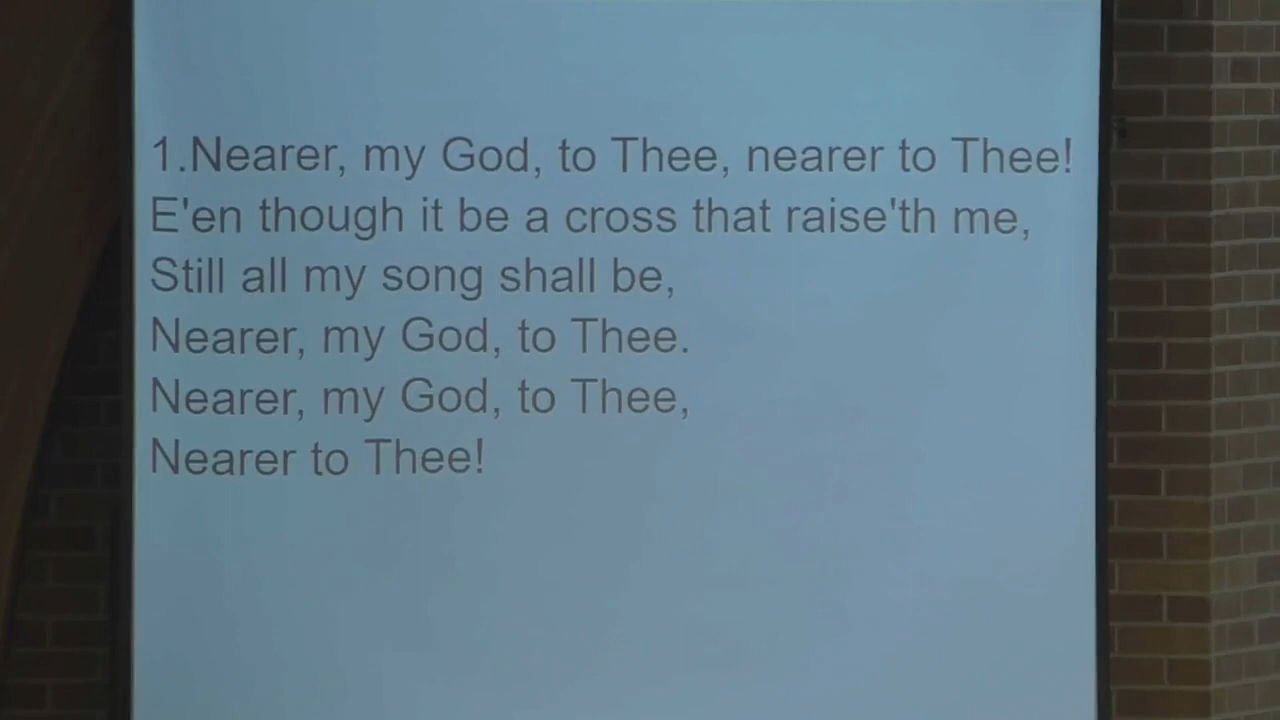 1.Nearer, my God, to Thee, nearer to Thee!
E'en though it be a cross that raise'th me,
Still all my song shall be,
Nearer, my God, to Thee.
Nearer, my God, to Thee,
Nearer to Thee!